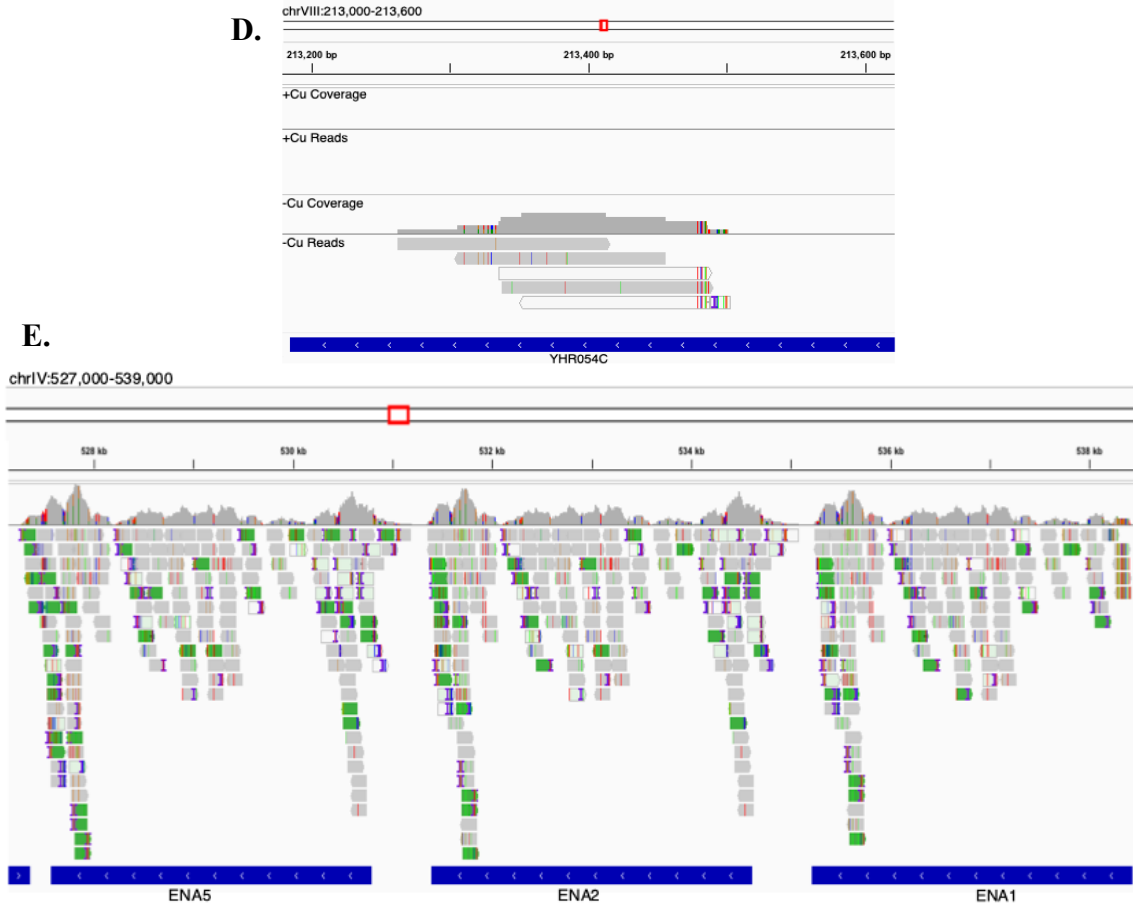 D.
chrVIII:213,000-213,600
213,200 bp 213,400 bp 213,600 bp
+Cu Coverage
+Cu Reads
-Cu Coverage
-Cu Reads
YHR054C
E.
chrIV:527,000-539,000
528 kb 530 kb 532 kb 534 kb 536 kb 538 kb
ENA5 ENA2 ENA1